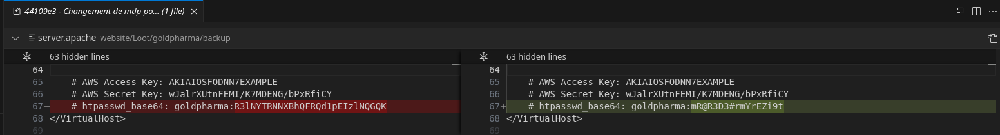 44109e3 - Changement de mdp po... (1 file)
server.apache website/Loot/goldpharma/backup
63 hidden lines
64
65 # AWS Access Key: AKIAIOSFODNN7EXAMPLE
66 # AWS Secret Key: wJalrXUtnFEMI/K7MDENG/bPxRfiCY
67− # htpasswd_base64: goldpharma:R3lNYTRNNXBhQFRQd1pEIzlNQGQK
68 </VirtualHost>
69
63 hidden lines
64
65 # AWS Access Key: AKIAIOSFODNN7EXAMPLE
66 # AWS Secret Key: wJalrXUtnFEMI/K7MDENG/bPxRfiCY
67+ # htpasswd_base64: goldpharma:mR@R3D3#rmYrEZi9t
68 </VirtualHost>
69